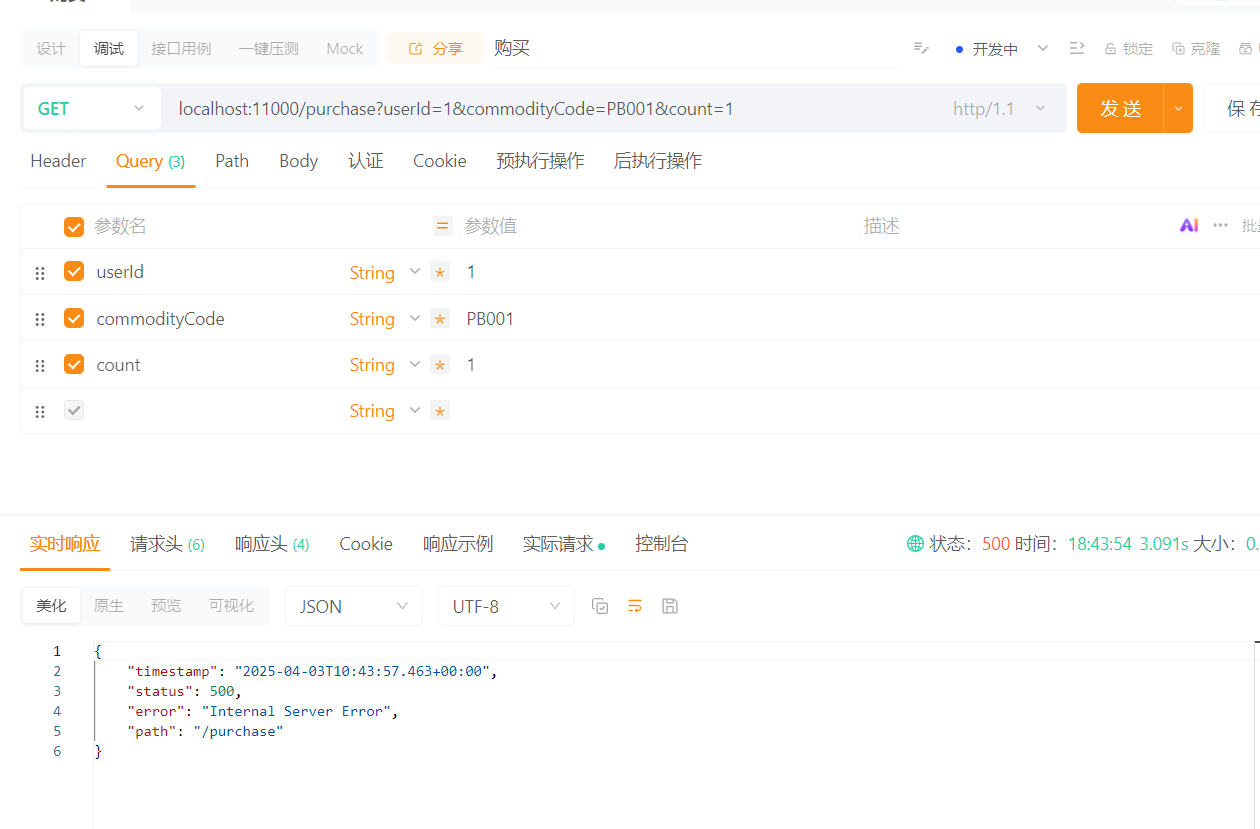 设计 调试 接口用例 一键压测 Mock 分享 购买 开发中 锁定 克隆
GET localhost:11000/purchase?userId=1&commodityCode=PB001&count=1 http/1.1 发送 保存
Header Query (3) Path Body 认证 Cookie 预执行操作 后执行操作
参数名 = 参数值 描述 AI ··· 批
userId String * 1
commodityCode String * PB001
count String * 1
String *
实时响应 请求头 (6) 响应头 (4) Cookie 响应示例 实际请求 控制台 状态: 500 时间: 18:43:54 3.091s 大小: 0.
美化 原生 预览 可视化 JSON UTF-8
1 {
2 "timestamp": "2025-04-03T10:43:57.463+00:00",
3 "status": 500,
4 "error": "Internal Server Error",
5 "path": "/purchase"
6 }